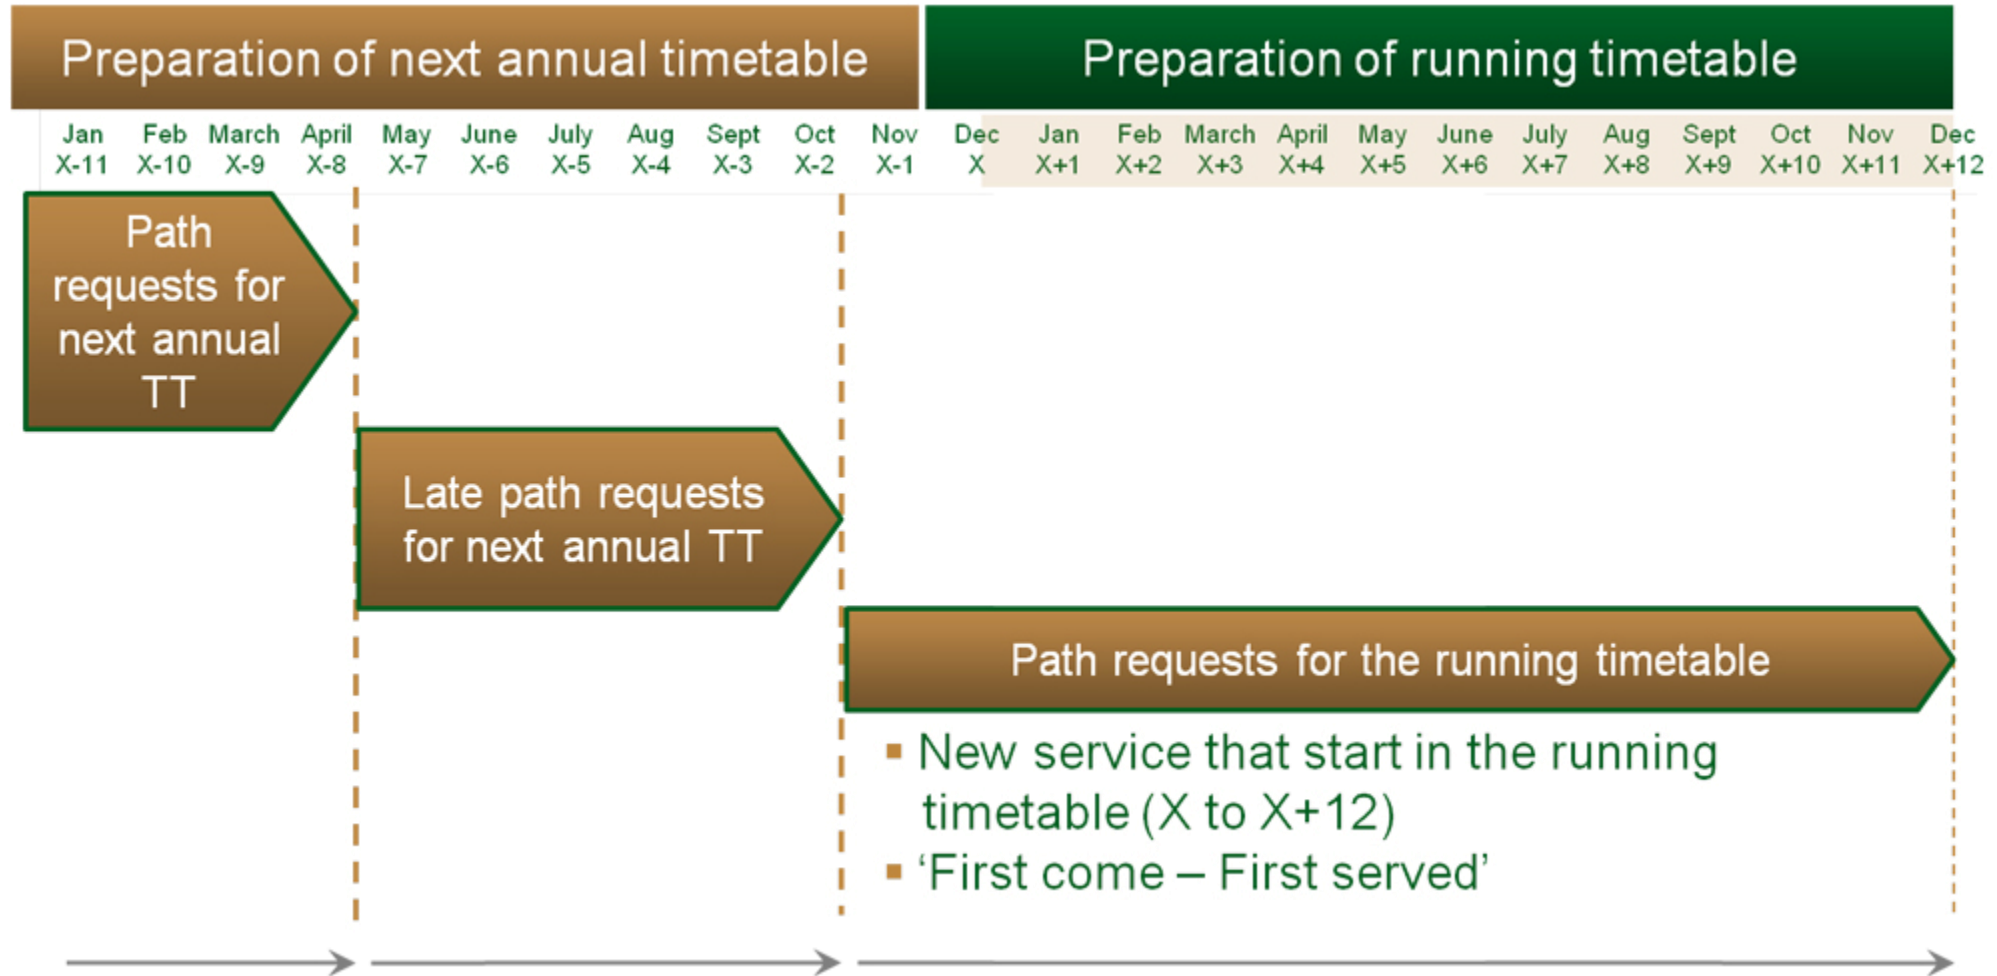 Preparation of next annual timetable
Preparation of running timetable
Jan Feb March April May June July Aug Sept Oct Nov Dec Jan Feb March April May June July Aug Sept Oct Nov Dec
X-11 X-10 X-9 X-8 X-7 X-6 X-5 X-4 X-3 X-2 X-1 X X+1 X+2 X+3 X+4 X+5 X+6 X+7 X+8 X+9 X+10 X+11 X+12
Path
requests for
next annual
TT
Late path requests
for next annual TT
Path requests for the running timetable
▪ New service that start in the running
timetable (X to X+12)
▪ ‘First come – First served’